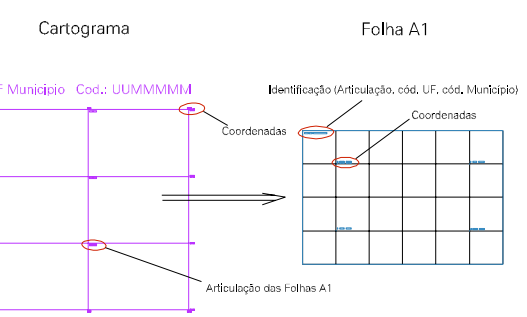 Cartograma
Folha A1
F Município Cod.: UUMMMMM
Identificação (Articulação, cód. UF, cód. Município)
Coordenadas
Coordenadas
Articulação das Folhas A1